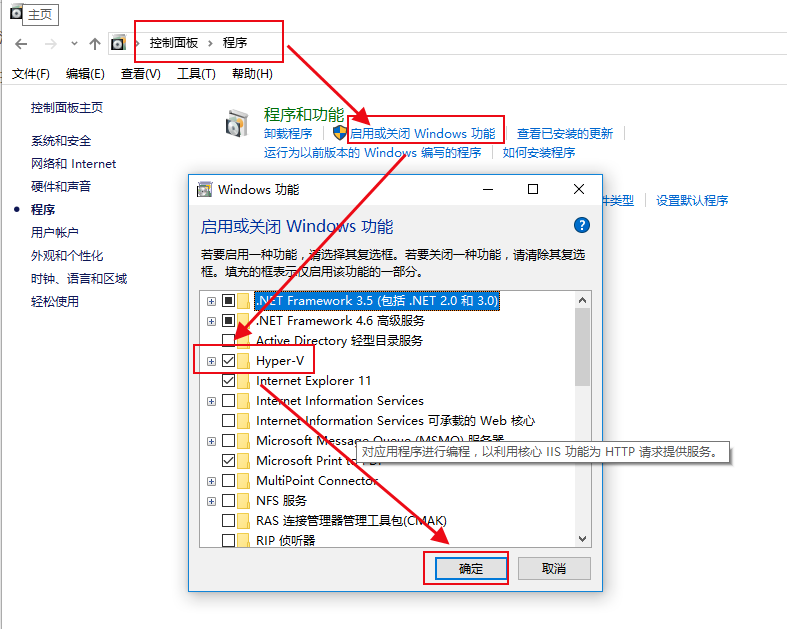 主页
控制面板 › 程序
文件(F) 编辑(E) 查看(V) 工具(T) 帮助(H)
控制面板主页
系统和安全
网络和 Internet
硬件和声音
程序
用户帐户
外观和个性化
时钟、语言和区域
轻松使用
程序和功能
卸载程序 启用或关闭 Windows 功能 查看已安装的更新
运行为以前版本的 Windows 编写的程序 如何安装程序
件类型 设置默认程序
Windows 功能
启用或关闭 Windows 功能
若要启用一种功能，请选择其复选框。若要关闭一种功能，请清除其复选
框。填充的框表示仅启用该功能的一部分。
.NET Framework 3.5 (包括 .NET 2.0 和 3.0)
.NET Framework 4.6 高级服务
Active Directory 轻型目录服务
Hyper-V
Internet Explorer 11
Internet Information Services
Internet Information Services 可承载的 Web 核心
Microsoft Message Queue (MSMQ) 服务器
对应用程序进行编程，以利用核心 IIS 功能为 HTTP 请求提供服务。
Microsoft Print to PDF
MultiPoint Connector
NFS 服务
RAS 连接管理器管理工具包(CMAK)
RIP 侦听器
确定 取消